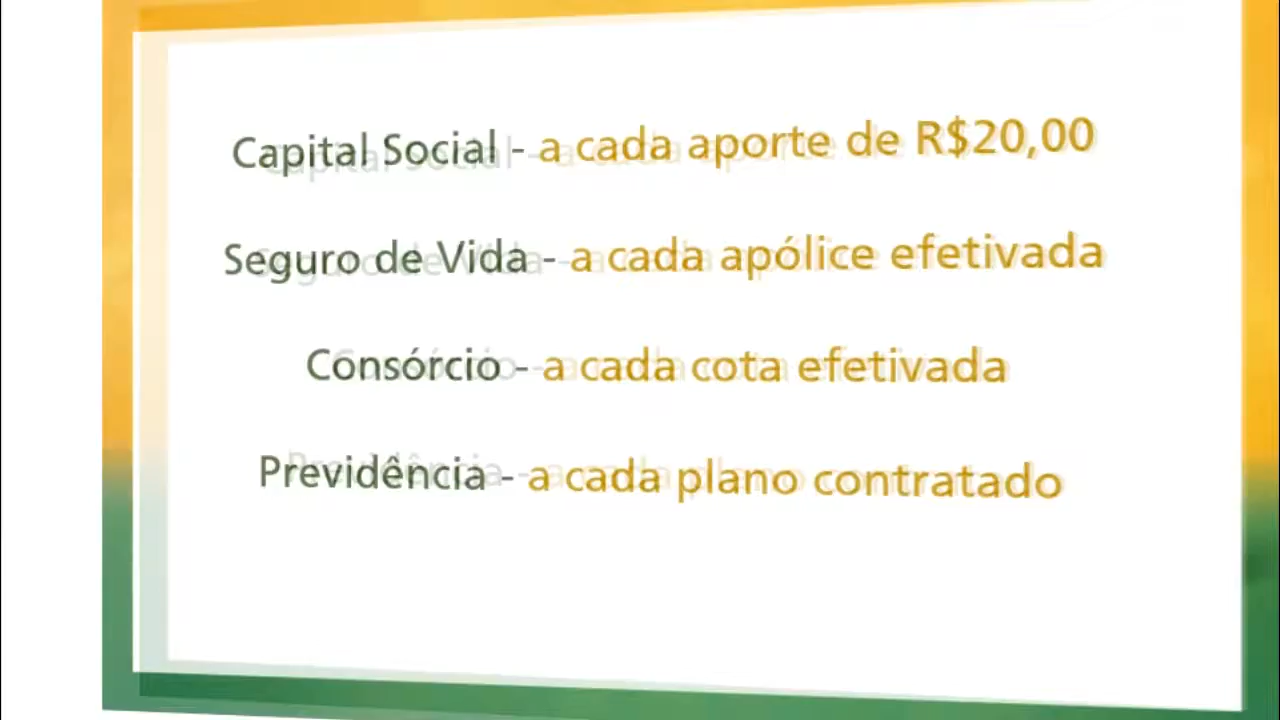 Capital Social - a cada aporte de R$20,00
Seguro de Vida - a cada apólice efetivada
Consórcio - a cada cota efetivada
Previdência - a cada plano contratado